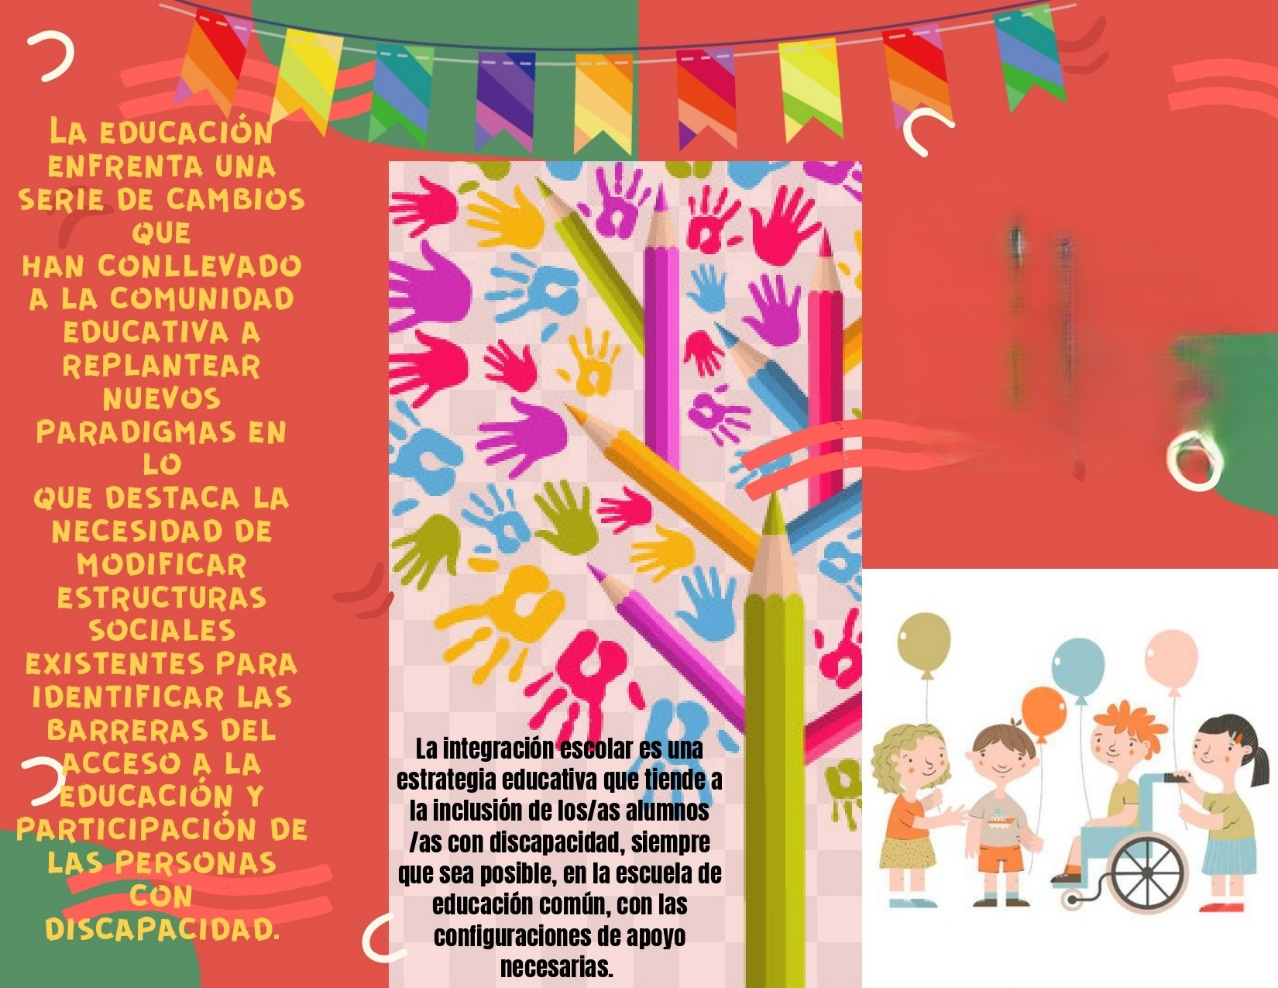 LA EDUCACIÓN
ENFRENTA UNA
SERIE DE CAMBIOS
QUE
HAN CONLLEVADO
A LA COMUNIDAD
EDUCATIVA A
REPLANTEAR
NUEVOS
PARADIGMAS EN
LO
QUE DESTACA LA
NECESIDAD DE
MODIFICAR
ESTRUCTURAS
SOCIALES
EXISTENTES PARA
IDENTIFICAR LAS
BARRERAS DEL
ACCESO A LA
EDUCACIÓN Y
PARTICIPACIÓN DE
LAS PERSONAS
CON
DISCAPACIDAD.
La integración escolar es una
estrategia educativa que tiende a
la inclusión de los/as alumnos
/as con discapacidad, siempre
que sea posible, en la escuela de
educación común, con las
configuraciones de apoyo
necesarias.